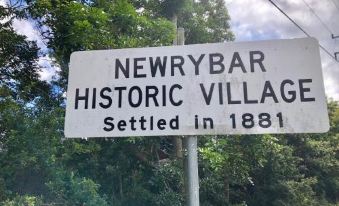 NEWRYBAR
HISTORIC VILLAGE
Settled in 1881